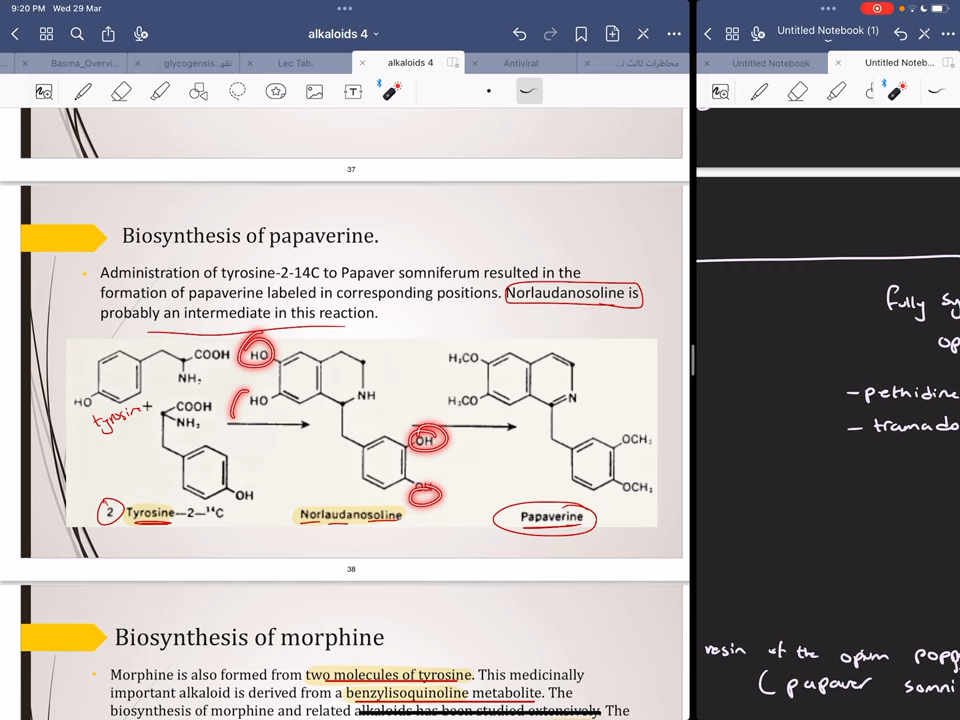 9:20 PM Wed 29 Mar
alkaloids 4
Untitled Notebook (1)
Basma_Overvi...
Lec Tab.
alkaloids 4
Antiviral
محاظرات ثالث ن...
Untitled Notebook
Untitled Noteb...
37
Biosynthesis of papaverine.
Administration of tyrosine-2-14C to Papaver somniferum resulted in the
formation of papaverine labeled in corresponding positions. Norlaudanosoline is
probably an intermediate in this reaction.
COOH
NH₂
HO
tyrosine
+
COOH
NH₂
OH
2 Tyrosine—2—¹⁴C
HO
HO
NH
OH
Norlaudanosoline
H₃CO
H₃CO
N
OCH₃
OCH₃
Papaverine
38
Biosynthesis of morphine
Morphine is also formed from two molecules of tyrosine. This medicinally
important alkaloid is derived from a benzylisoquinoline metabolite. The
biosynthesis of morphine and related alkaloids has been studied extensively. The
fully sy
op
- pethidine
- tramado
resin of the opium popp
( papaver somni